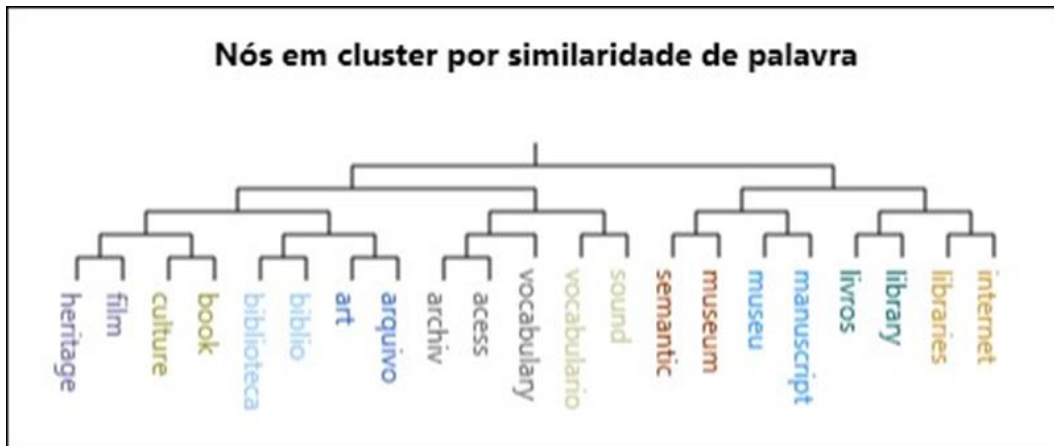 Nós em cluster por similaridade de palavra
heritage
film
culture
book
biblioteca
biblio
art
arquivo
archiv
acess
vocabulary
vocabulario
sound
semantic
museum
museu
manuscript
livros
library
libraries
internet